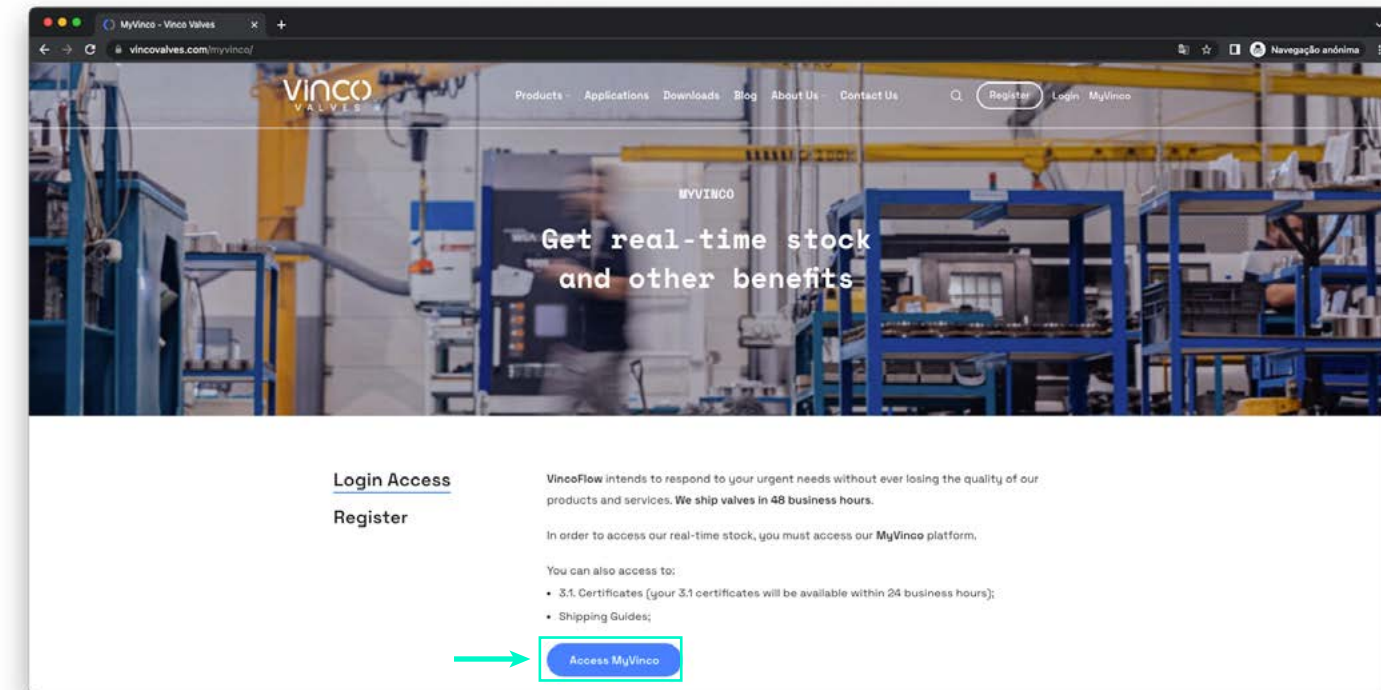 MyVinco - Vinco Valves
vincovalves.com/myvinco/
Navegação anónima
VINCO
VALVES
Products
Applications
Downloads
Blog
About Us
Contact Us
Register
Login
MyVinco
MYVINCO
Get real-time stock
and other benefits
Login Access
Register
VincoFlow intends to respond to your urgent needs without ever losing the quality of our
products and services. We ship valves in 48 business hours.
In order to access our real-time stock, you must access our MyVinco platform.
You can also access to:
• 3.1. Certificates (your 3.1 certificates will be available within 24 business hours);
• Shipping Guides;
Access MyVinco